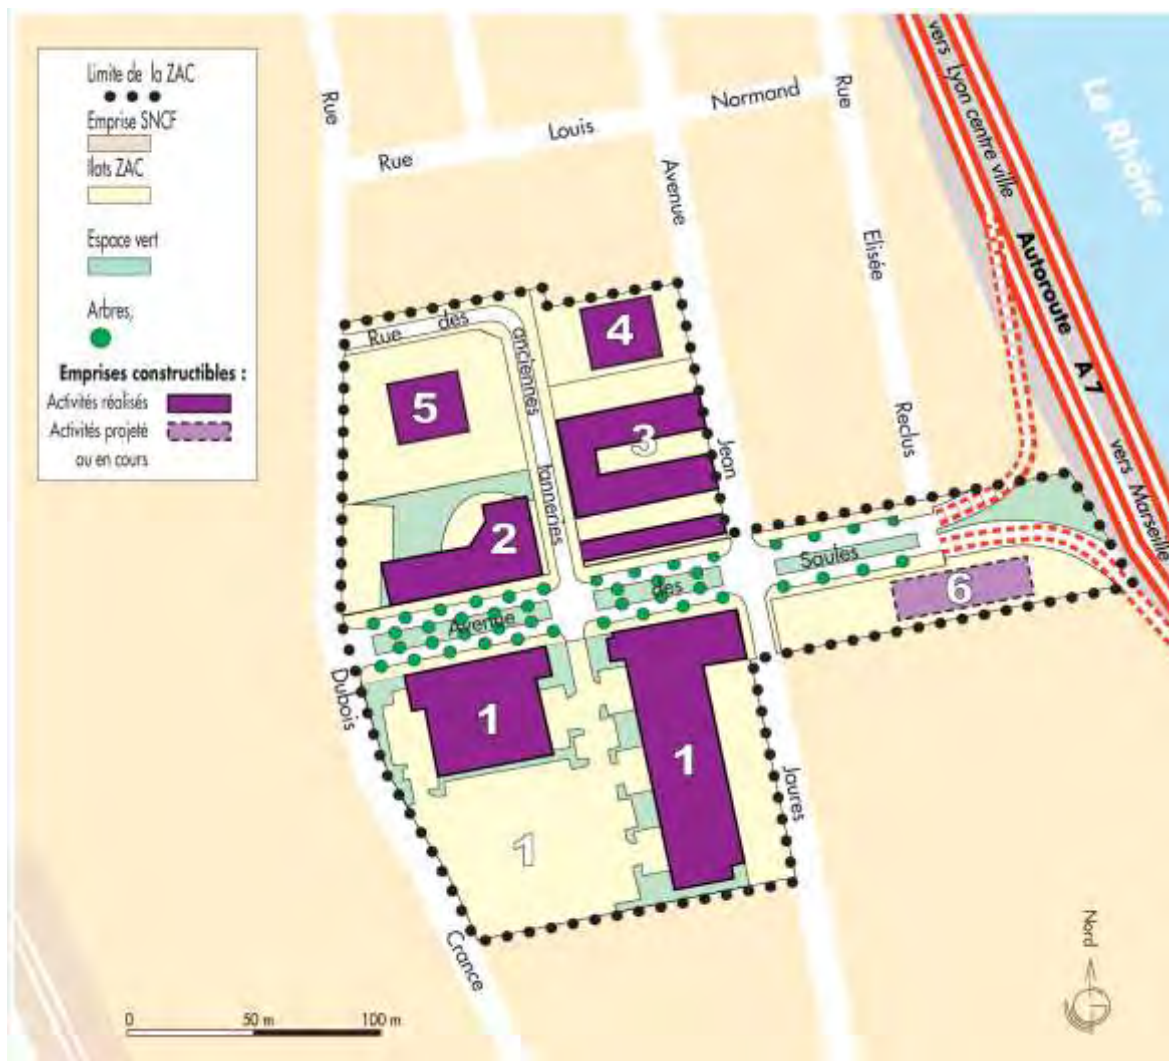 Limite de la ZAC
Emprise SNCF
îlots ZAC
Espace vert
Arbres,
Emprises constructibles :
Activités réalisés
Activités projeté
ou en cours
Rue
Dubois
Crance
Rue Louis Normand
Avenue
Jean
Jaures
Rue
Elisée
Reclus
vers Lyon centre ville
Autoroute A 7
vers Marseille
Le Rhône
Rue des anciennes tanneries
4
5
3
2
Avenue des Saules
6
1
1
1
Nord
0 50 m 100 m